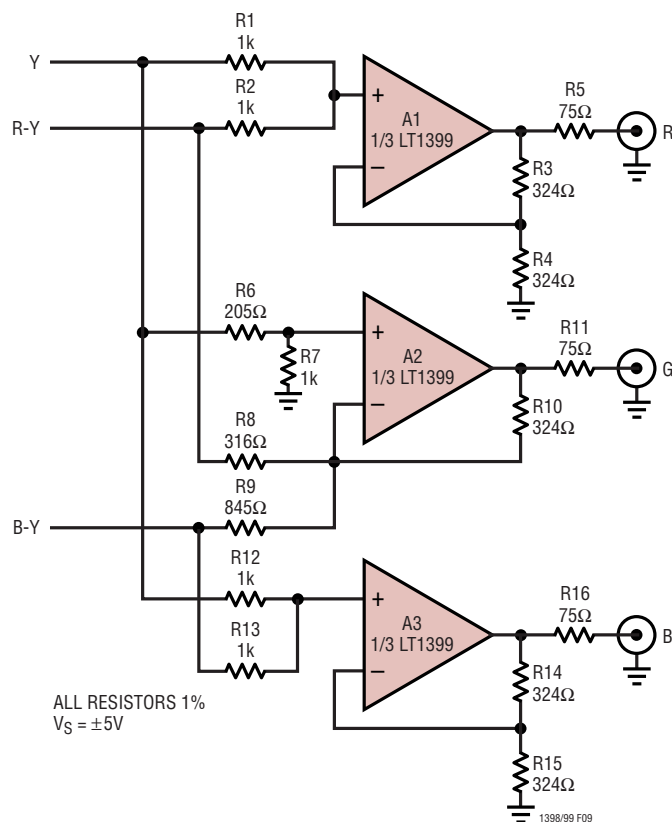 Y
R1
1k
R2
1k
R-Y
+
−
A1
1/3 LT1399
R5
75Ω
R
R3
324Ω
R4
324Ω
R6
205Ω
R7
1k
+
−
A2
1/3 LT1399
R11
75Ω
G
R10
324Ω
R8
316Ω
R9
845Ω
B-Y
R12
1k
R13
1k
+
−
A3
1/3 LT1399
R16
75Ω
B
R14
324Ω
R15
324Ω
ALL RESISTORS 1%
VS = ±5V
1398/99 F09